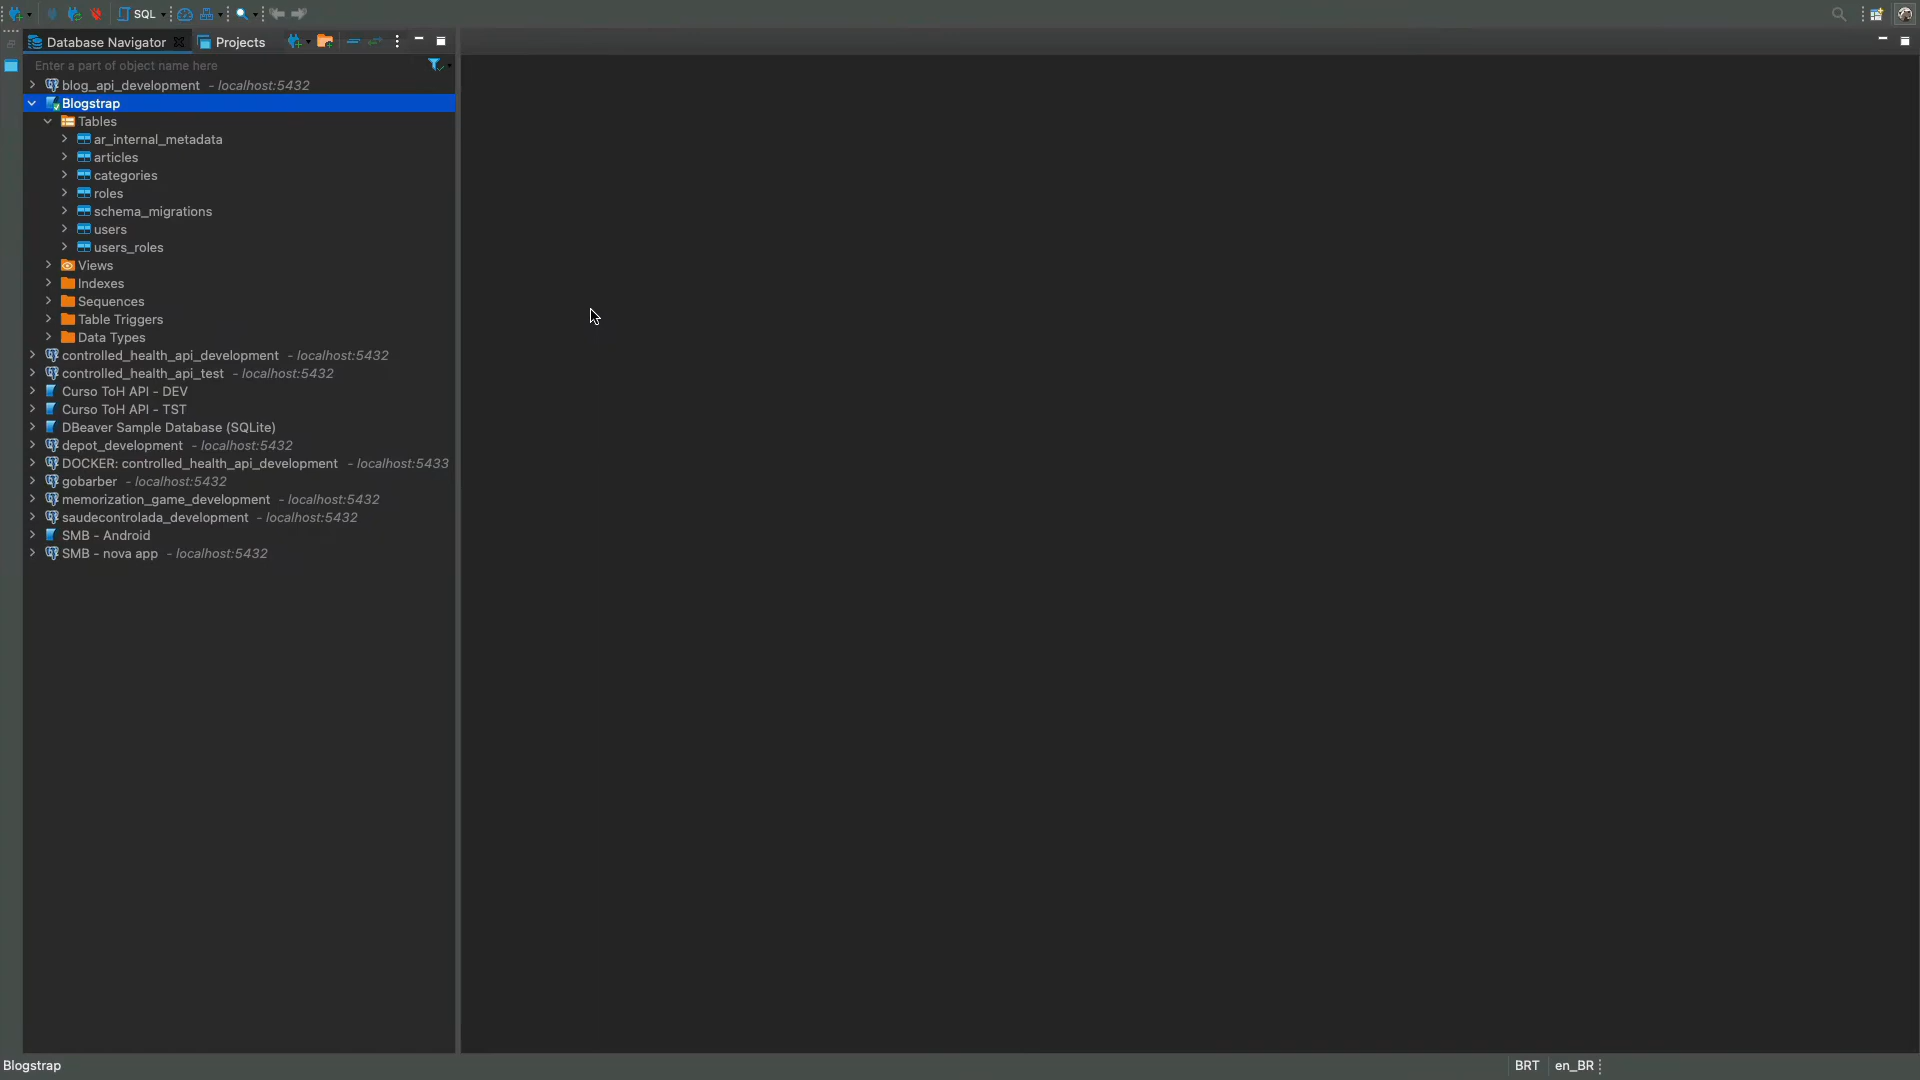 SQL
Database Navigator Projects
Enter a part of object name here
blog_api_development - localhost:5432
Blogstrap
Tables
ar_internal_metadata
articles
categories
roles
schema_migrations
users
users_roles
Views
Indexes
Sequences
Table Triggers
Data Types
controlled_health_api_development - localhost:5432
controlled_health_api_test - localhost:5432
Curso ToH API - DEV
Curso ToH API - TST
DBeaver Sample Database (SQLite)
depot_development - localhost:5432
DOCKER: controlled_health_api_development - localhost:5433
gobarber - localhost:5432
memorization_game_development - localhost:5432
saudecontrolada_development - localhost:5432
SMB - Android
SMB - nova app - localhost:5432
Blogstrap BRT en_BR